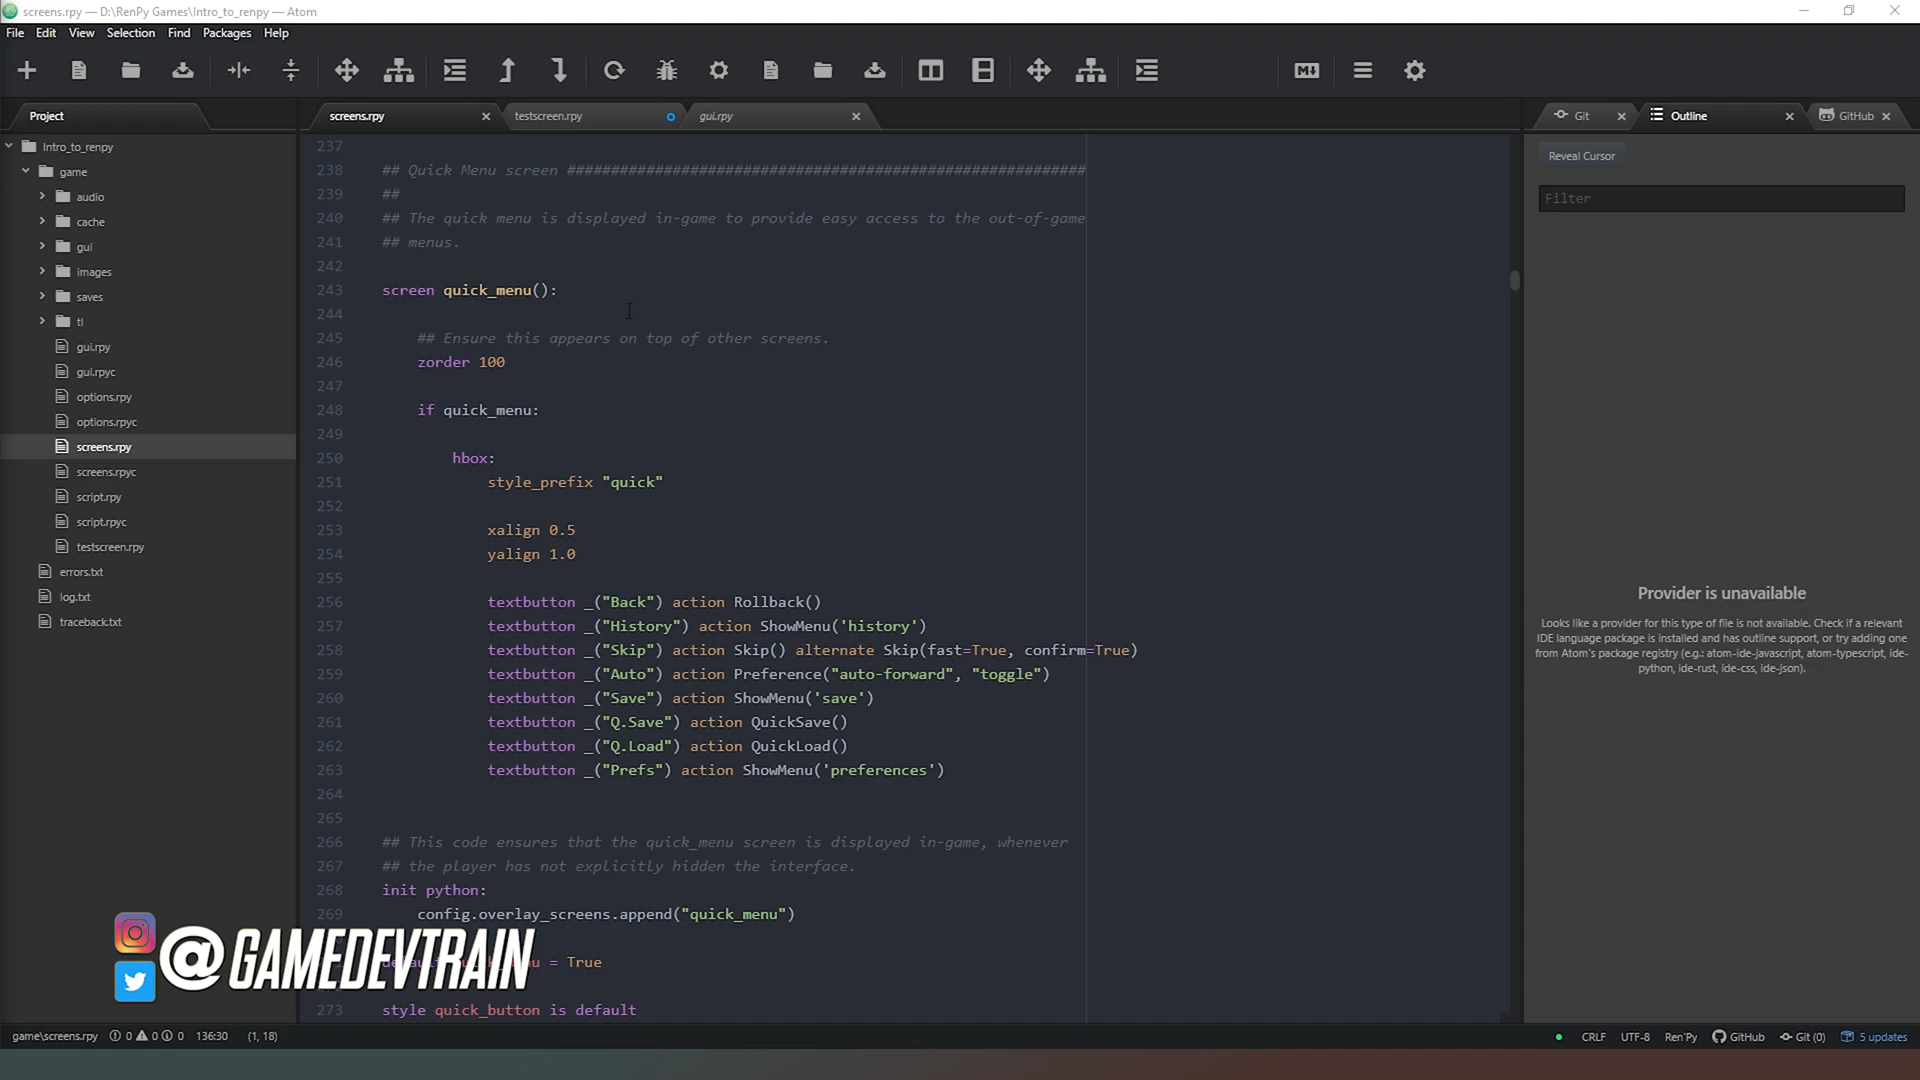 screens.rpy — D:\RenPy Games\Intro_to_renpy — Atom
File Edit View Selection Find Packages Help
Project
screens.rpy
testscreen.rpy
gui.rpy
Git
Outline
GitHub
Intro_to_renpy
game
audio
cache
gui
images
saves
tl
gui.rpy
gui.rpyc
options.rpy
options.rpyc
screens.rpy
screens.rpyc
script.rpy
script.rpyc
testscreen.rpy
errors.txt
log.txt
traceback.txt
237
238 ## Quick Menu screen ###########################################################
239 ##
240 ## The quick menu is displayed in-game to provide easy access to the out-of-game
241 ## menus.
242
243 screen quick_menu():
244
245 ## Ensure this appears on top of other screens.
246 zorder 100
247
248 if quick_menu:
249
250 hbox:
251 style_prefix "quick"
252
253 xalign 0.5
254 yalign 1.0
255
256 textbutton _("Back") action Rollback()
257 textbutton _("History") action ShowMenu('history')
258 textbutton _("Skip") action Skip() alternate Skip(fast=True, confirm=True)
259 textbutton _("Auto") action Preference("auto-forward", "toggle")
260 textbutton _("Save") action ShowMenu('save')
261 textbutton _("Q.Save") action QuickSave()
262 textbutton _("Q.Load") action QuickLoad()
263 textbutton _("Prefs") action ShowMenu('preferences')
264
265
266 ## This code ensures that the quick_menu screen is displayed in-game, whenever
267 ## the player has not explicitly hidden the interface.
268 init python:
269 config.overlay_screens.append("quick_menu")
= True
273 style quick_button is default
@GAMEDEVTRAIN
Reveal Cursor
Filter
Provider is unavailable
Looks like a provider for this type of file is not available. Check if a relevant
IDE language package is installed and has outline support, or try adding one
from Atom's package registry (e.g.: atom-ide-javascript, atom-typescript, ide-
python, ide-rust, ide-css, ide-json).
game\screens.rpy 0 0 0 136:30 (1, 18)
CRLF UTF-8 Ren'Py GitHub Git (0) 5 updates